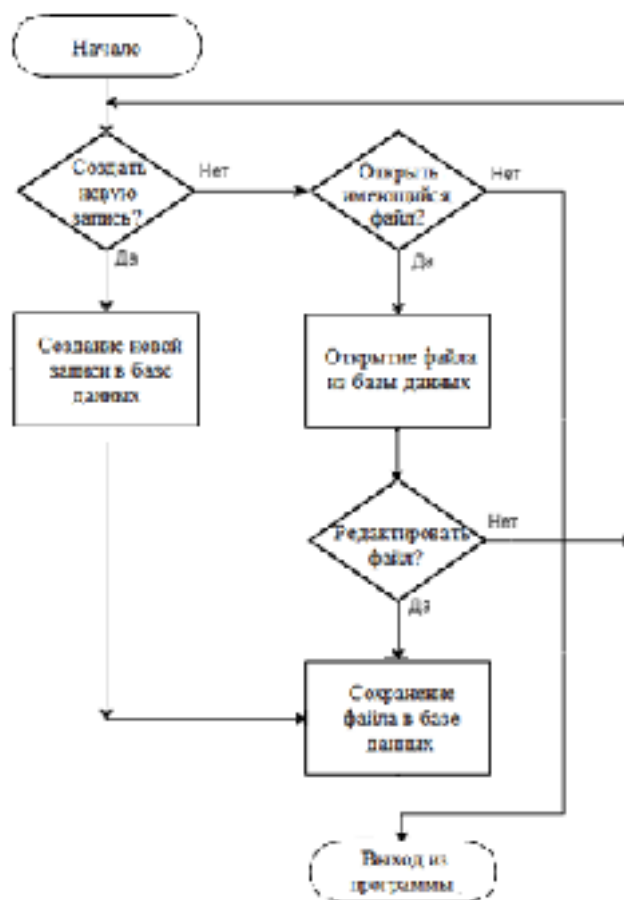 Начало
Создать
новую
запись?
Нет
Открыть
имеющийся
файл?
Нет
Да
Да
Создание новой
записи в базе
данных
Открытие файла
из базы данных
Редактировать
файл?
Нет
Да
Сохранение
файла в базе
данных
Выход из
программы